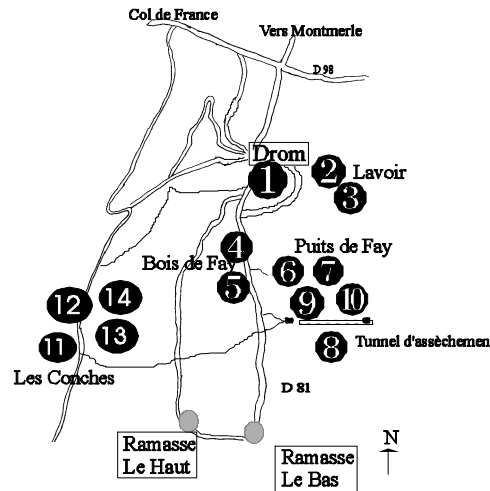 Col de France
Vers Montmerle
D 98
Drom
1
2
Lavoir
3
4
Puits de Fay
Bois de Fay
5
6
7
9
10
12
14
13
11
8
Tunnel d'assèchemen
Les Conches
D 81
Ramasse
Le Haut
Ramasse
Le Bas
N